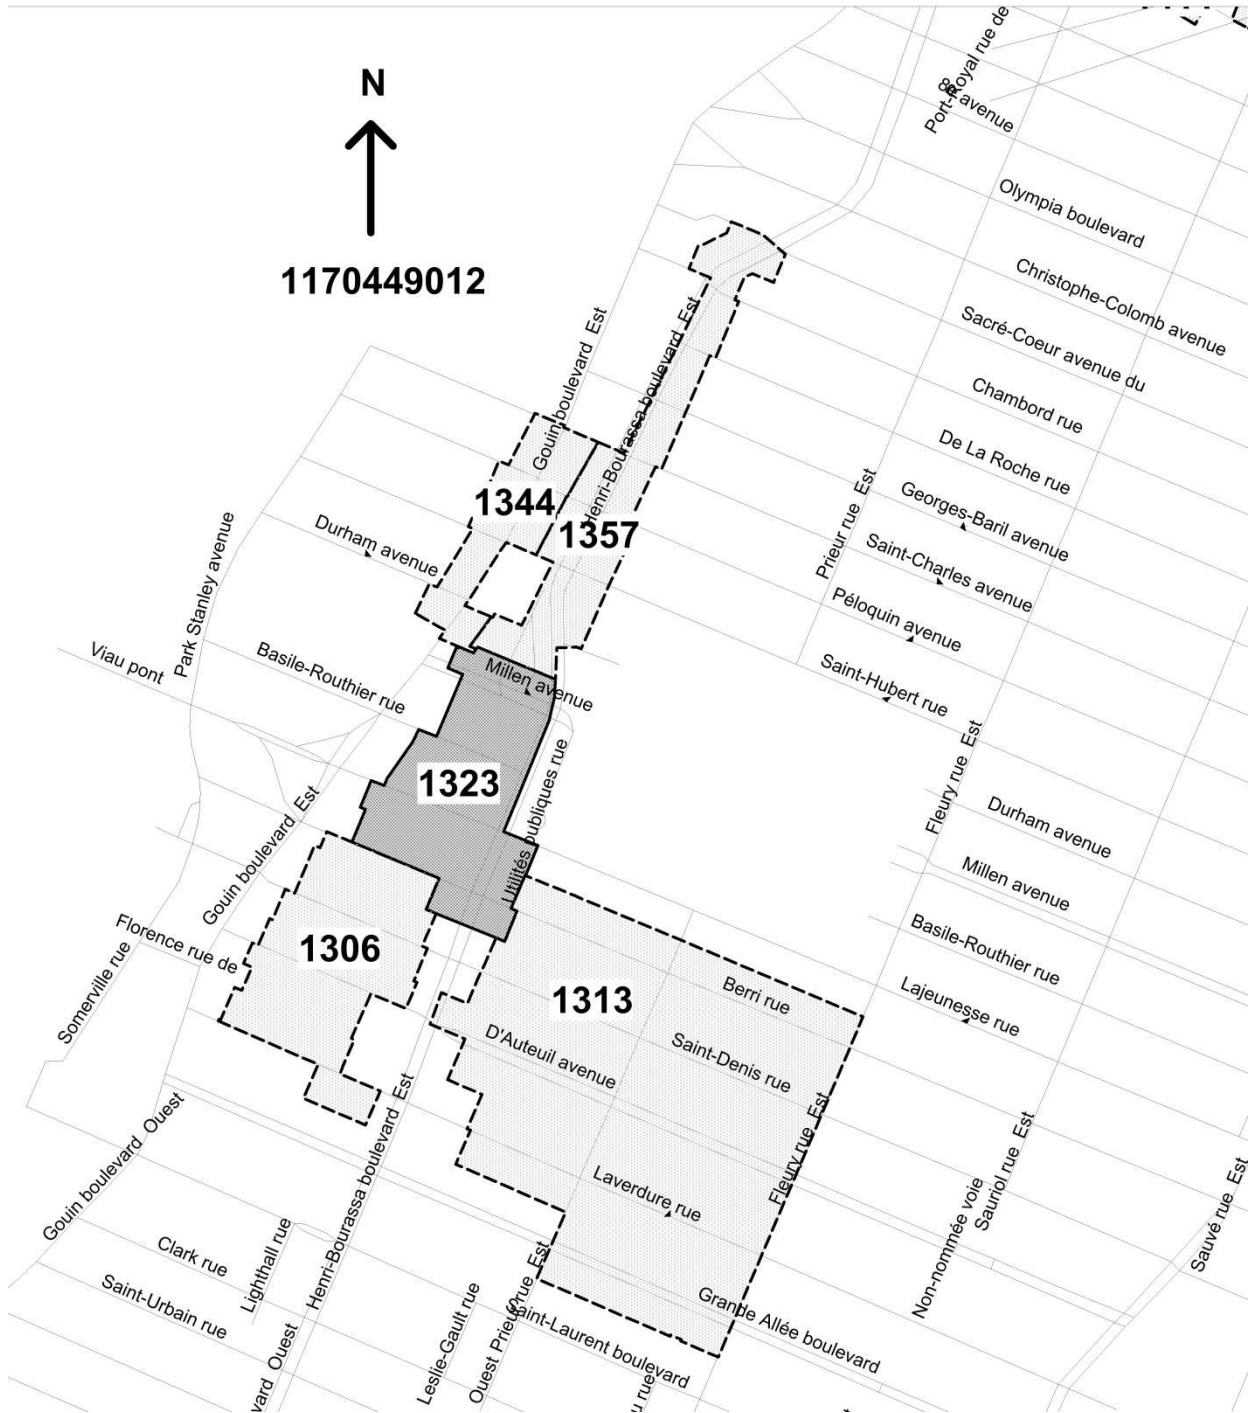 Port-Royal rue de
8e avenue
N
1170449012
Olympia boulevard
Christophe-Colomb avenue
Sacré-Coeur avenue du
Chambord rue
De La Roche rue
Georges-Baril avenue
Saint-Charles avenue
Péloquin avenue
Saint-Hubert rue
Prieur rue Est
Gouin boulevard Est
Henri-Bourassa boulevard Est
1344
1357
Durham avenue
Park Stanley avenue
Viau pont
Basile-Routhier rue
Millen avenue
1323
Utilités publiques rue
Gouin boulevard Est
Fleury rue Est
Durham avenue
Millen avenue
Basile-Routhier rue
Lajeunesse rue
Florence rue de
Somerville rue
1306
1313
Berri rue
D'Auteuil avenue
Saint-Denis rue
Fleury rue Est
Laverdure rue
Henri-Bourassa boulevard Est
Gouin boulevard Ouest
Clark rue
Lighthall rue
Saint-Urbain rue
Leslie-Gault rue
Ouest Prieur rue Est
Saint-Laurent boulevard
Grande Allée boulevard
Non-nommée voie
Sauriol rue Est
Sauvé rue Est
vard Ouest
u rue